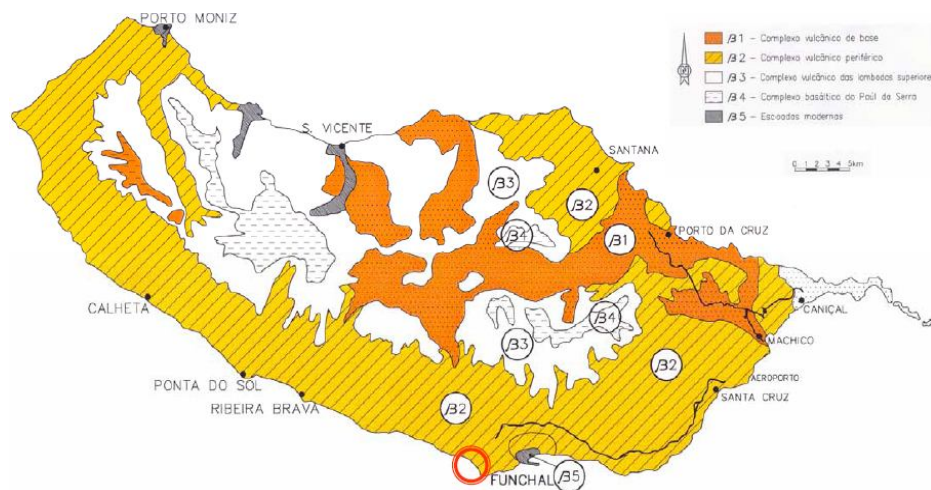 PORTO MONIZ
β1 - Complexo vulcânico de base
β2 - Complexo vulcânico periférico
β3 - Complexo vulcânico das lombadas superiores
β4 - Complexo basáltico do Paúl da Serra
β5 - Escoadas modernas
0 1 2 3 4 5km
S. VICENTE
SANTANA
β3
β2
β4
β1
PORTO DA CRUZ
CALHETA
CANIÇAL
β4
β3
MACHICO
β2
AEROPORTO
PONTA DO SOL
SANTA CRUZ
RIBEIRA BRAVA
β2
FUNCHAL
β5